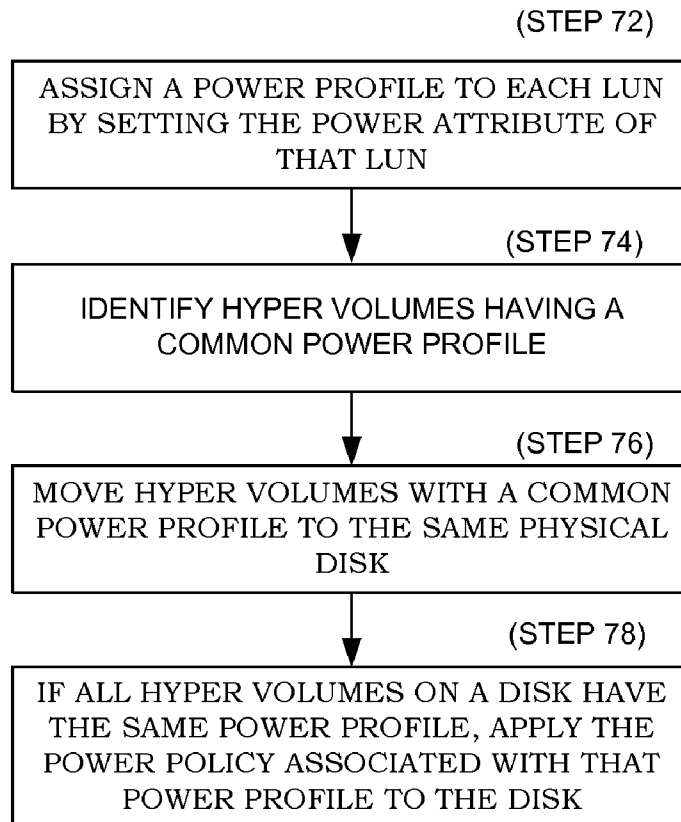 (STEP 72)
ASSIGN A POWER PROFILE TO EACH LUN
BY SETTING THE POWER ATTRIBUTE OF
THAT LUN
(STEP 74)
IDENTIFY HYPER VOLUMES HAVING A
COMMON POWER PROFILE
(STEP 76)
MOVE HYPER VOLUMES WITH A COMMON
POWER PROFILE TO THE SAME PHYSICAL
DISK
(STEP 78)
IF ALL HYPER VOLUMES ON A DISK HAVE
THE SAME POWER PROFILE, APPLY THE
POWER POLICY ASSOCIATED WITH THAT
POWER PROFILE TO THE DISK